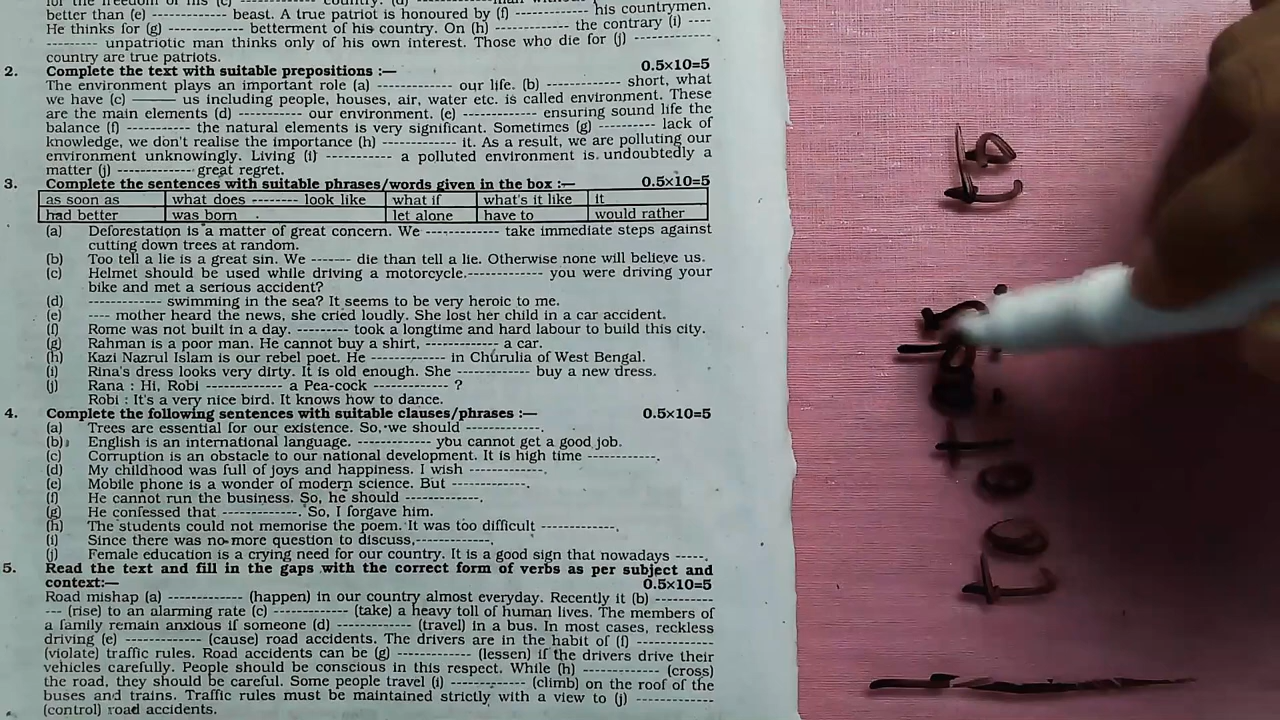 better than (e) ------------ beast. A true patriot is honoured by (f) ------------ his countrymen.
He thinks for (g) ------------ betterment of his country. On (h) ------------ the contrary (i) ----
--------- unpatriotic man thinks only of his own interest. Those who die for (j) -------------
country are true patriots.
2. Complete the text with suitable prepositions :— 0.5×10=5
The environment plays an important role (a) ------------ our life. (b) ------------ short, what
we have (c) ——— us including people, houses, air, water etc. is called environment. These
are the main elements (d) ------------ our environment. (e) ------------ ensuring sound life the
balance (f) ----------- the natural elements is very significant. Sometimes (g) ---------- lack of
knowledge, we don't realise the importance (h) ------------- it. As a result, we are polluting our
environment unknowingly. Living (i) ----------- a polluted environment is undoubtedly a
matter (j) ------------- great regret.
3. Complete the sentences with suitable phrases/words given in the box :— 0.5×10=5
as soon as what does -------- look like what if what's it like it
had better was born let alone have to would rather
(a) Deforestation is a matter of great concern. We ------------ take immediate steps against
cutting down trees at random.
(b) Too tell a lie is a great sin. We ------- die than tell a lie. Otherwise none will believe us.
(c) Helmet should be used while driving a motorcycle.------------- you were driving your
bike and met a serious accident?
(d) ------------ swimming in the sea? It seems to be very heroic to me.
(e) ---- mother heard the news, she cried loudly. She lost her child in a car accident.
(f) Rome was not built in a day. --------- took a longtime and hard labour to build this city.
(g) Rahman is a poor man. He cannot buy a shirt, ------------ a car.
(h) Kazi Nazrul Islam is our rebel poet. He ------------ in Churulia of West Bengal.
(i) Rina's dress looks very dirty. It is old enough. She ------------ buy a new dress.
(j) Rana : Hi, Robi ------------- a Pea-cock ------------ ?
Robi : It's a very nice bird. It knows how to dance.
4. Complete the following sentences with suitable clauses/phrases :— 0.5×10=5
(a) Trees are essential for our existence. So, we should ------------.
(b) English is an international language. ------------ you cannot get a good job.
(c) Corruption is an obstacle to our national development. It is high time -----------.
(d) My childhood was full of joys and happiness. I wish ------------.
(e) Mobile phone is a wonder of modern science. But ------------.
(f) He cannot run the business. So, he should ------------.
(g) He confessed that ------------. So, I forgave him.
(h) The students could not memorise the poem. It was too difficult ------------.
(i) Since there was no more question to discuss,------------.
(j) Female education is a crying need for our country. It is a good sign that nowadays -----.
5. Read the text and fill in the gaps with the correct form of verbs as per subject and
context:— 0.5×10=5
Road mishap (a) ------------ (happen) in our country almost everyday. Recently it (b) ---------
--- (rise) to an alarming rate (c) ------------ (take) a heavy toll of human lives. The members of
a family remain anxious if someone (d) ------------ (travel) in a bus. In most cases, reckless
driving (e) ------------ (cause) road accidents. The drivers are in the habit of (f) ------------
(violate) traffic rules. Road accidents can be (g) ------------ (lessen) if the drivers drive their
vehicles carefully. People should be conscious in this respect. While (h) ------------ (cross)
the road, they should be careful. Some people travel (i) ------------ (climb) on the roof of the
buses and trains. Traffic rules must be maintained strictly with a view to (j) ------------
(control) road accidents.